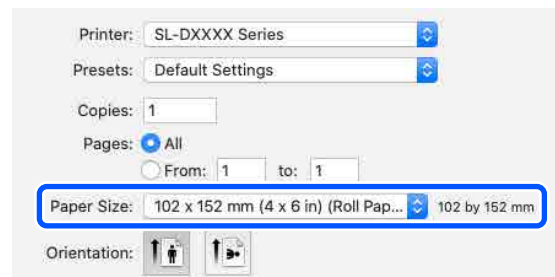 Printer: SL-DXXXX Series
Presets: Default Settings
Copies: 1
Pages: All
From: 1 to: 1
Paper Size: 102 x 152 mm (4 x 6 in) (Roll Pap... 102 by 152 mm
Orientation: